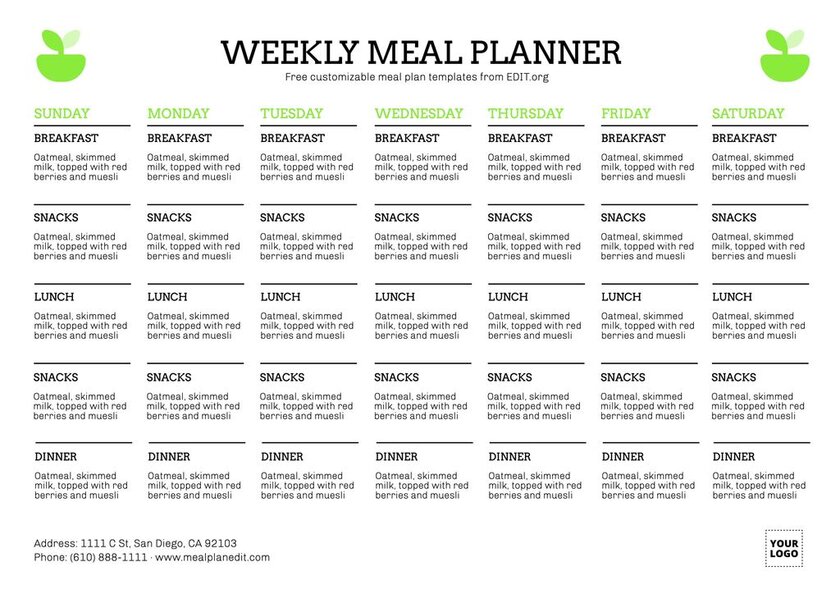 WEEKLY MEAL PLANNER
Free customizable meal plan templates from EDIT.org
SUNDAY MONDAY TUESDAY WEDNESDAY THURSDAY FRIDAY SATURDAY
BREAKFAST BREAKFAST BREAKFAST BREAKFAST BREAKFAST BREAKFAST BREAKFAST
Oatmeal, skimmed Oatmeal, skimmed Oatmeal, skimmed Oatmeal, skimmed Oatmeal, skimmed Oatmeal, skimmed Oatmeal, skimmed
milk, topped with red milk, topped with red milk, topped with red milk, topped with red milk, topped with red milk, topped with red milk, topped with red
berries and muesli berries and muesli berries and muesli berries and muesli berries and muesli berries and muesli berries and muesli
SNACKS SNACKS SNACKS SNACKS SNACKS SNACKS SNACKS
Oatmeal, skimmed Oatmeal, skimmed Oatmeal, skimmed Oatmeal, skimmed Oatmeal, skimmed Oatmeal, skimmed Oatmeal, skimmed
milk, topped with red milk, topped with red milk, topped with red milk, topped with red milk, topped with red milk, topped with red milk, topped with red
berries and muesli berries and muesli berries and muesli berries and muesli berries and muesli berries and muesli berries and muesli
LUNCH LUNCH LUNCH LUNCH LUNCH LUNCH LUNCH
Oatmeal, skimmed Oatmeal, skimmed Oatmeal, skimmed Oatmeal, skimmed Oatmeal, skimmed Oatmeal, skimmed Oatmeal, skimmed
milk, topped with red milk, topped with red milk, topped with red milk, topped with red milk, topped with red milk, topped with red milk, topped with red
berries and muesli berries and muesli berries and muesli berries and muesli berries and muesli berries and muesli berries and muesli
SNACKS SNACKS SNACKS SNACKS SNACKS SNACKS SNACKS
Oatmeal, skimmed Oatmeal, skimmed Oatmeal, skimmed Oatmeal, skimmed Oatmeal, skimmed Oatmeal, skimmed Oatmeal, skimmed
milk, topped with red milk, topped with red milk, topped with red milk, topped with red milk, topped with red milk, topped with red milk, topped with red
berries and muesli berries and muesli berries and muesli berries and muesli berries and muesli berries and muesli berries and muesli
DINNER DINNER DINNER DINNER DINNER DINNER DINNER
Oatmeal, skimmed Oatmeal, skimmed Oatmeal, skimmed Oatmeal, skimmed Oatmeal, skimmed Oatmeal, skimmed Oatmeal, skimmed
milk, topped with red milk, topped with red milk, topped with red milk, topped with red milk, topped with red milk, topped with red milk, topped with red
berries and muesli berries and muesli berries and muesli berries and muesli berries and muesli berries and muesli berries and muesli
Address: 1111 C St, San Diego, CA 92103
Phone: (610) 888-1111 · www.mealplanedit.com
YOUR
LOGO